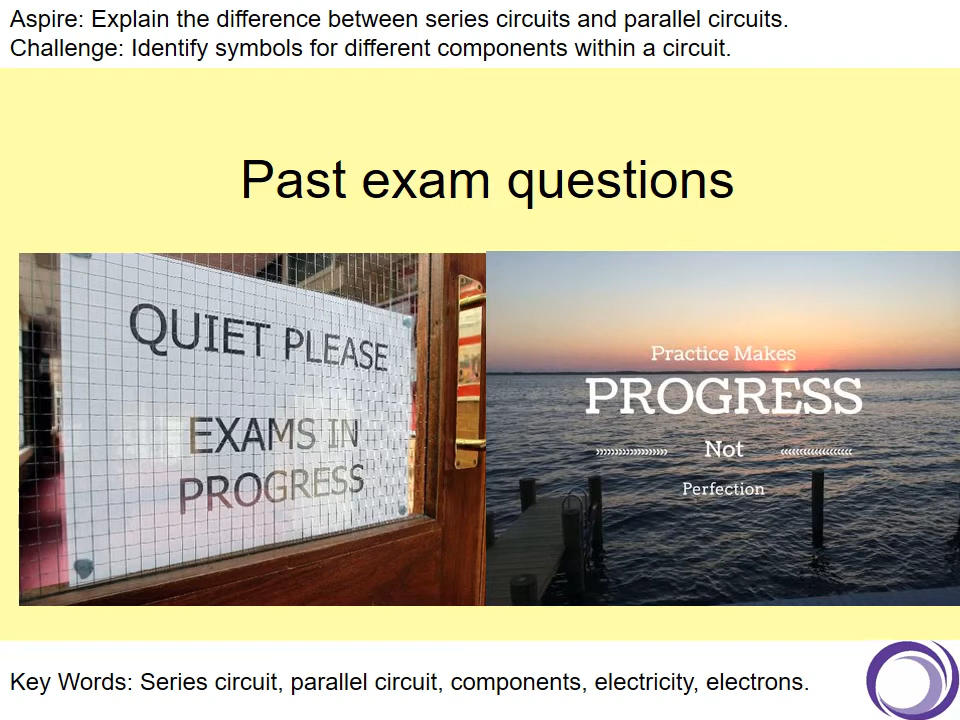 Aspire: Explain the difference between series circuits and parallel circuits.
Challenge: Identify symbols for different components within a circuit.
Past exam questions
QUIET PLEASE
EXAMS IN
PROGRESS
Practice Makes
PROGRESS
Not
Perfection
Key Words: Series circuit, parallel circuit, components, electricity, electrons.